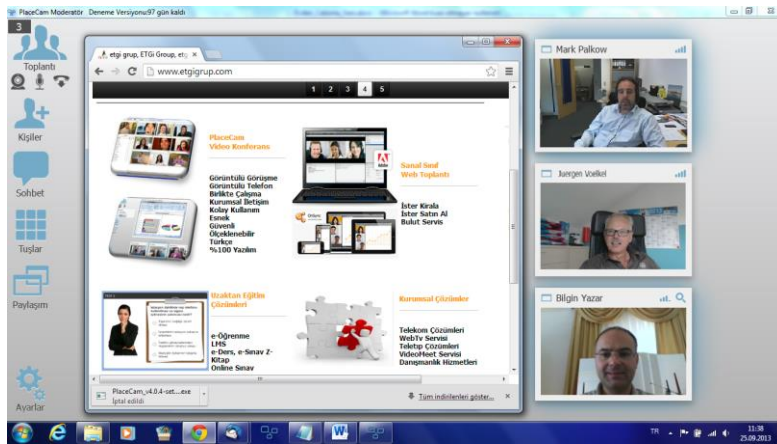 PlaceCam Moderatör Deneme Versiyonu97 gün kaldı
3
Toplantı
Kişiler
Sohbet
Tuşlar
Paylaşım
Ayarlar
etgi grup, ETGi Group, etg
www.etgigrup.com
1 2 3 4 5
PlaceCam
Video Konferans
Görüntülü Görüşme
Görüntülü Telefon
Birlikte Çalışma
Kurumsal İletişim
Kolay Kullanım
Esnek
Güvenli
Ölçeklenebilir
Türkçe
%100 Yazılım
Sanal Sınıf
Web Toplantı
İster Kirala
İster Satın Al
Bulut Servis
Uzaktan Eğitim
Çözümleri
e-Öğrenme
LMS
e-Ders, e-Sınav Z-
Kitap
Online Sınav
Kurumsal Çözümler
Telekom Çözümleri
WebTv Servisi
Teletıp Çözümleri
VideoMeet Servisi
Danışmanlık Hizmetleri
PlaceCam_v4.0.4-set....exe
İptal edildi
Tüm indirilenleri göster...
Mark Palkow
Juergen Voelkel
Bilgin Yazar
TR
11:38
25.09.2013